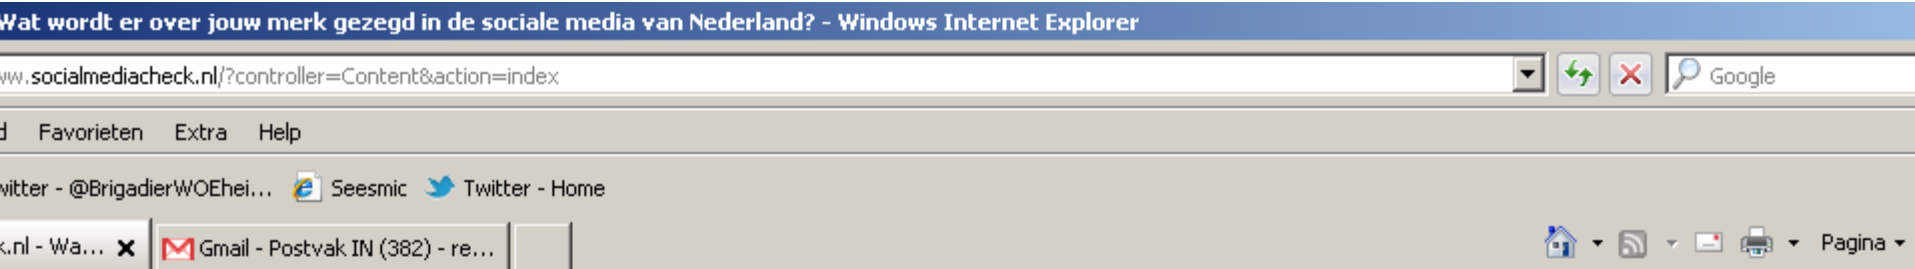 Wat wordt er over jouw merk gezegd in de sociale media van Nederland? - Windows Internet Explorer
ww.socialmediacheck.nl/?controller=Content&action=index Google
d Favorieten Extra Help
witter - @BrigadierWOEhei... Seesmic Twitter - Home
k.nl - Wa... Gmail - Postvak IN (382) - re... Pagina